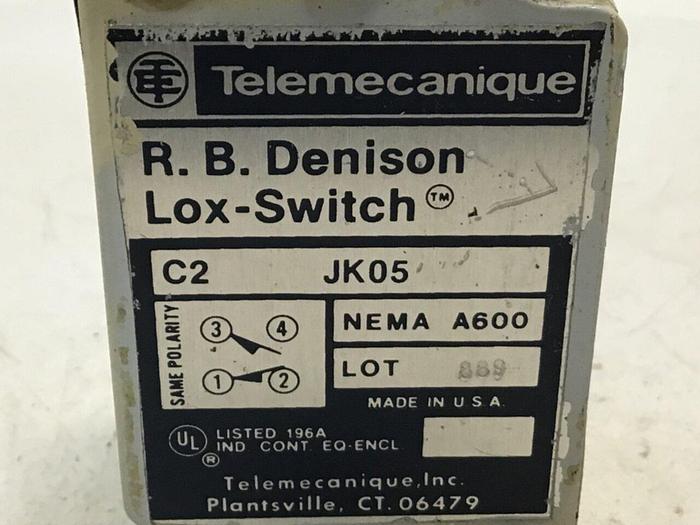 TE Telemecanique
R. B. Denison
Lox-Switch™
C2 JK05
SAME POLARITY
3 4
1 2
NEMA A600
LOT 889
MADE IN U.S.A.
UL ® LISTED 196A
IND CONT. EQ-ENCL
Telemecanique, Inc.
Plantsville, CT. 06479